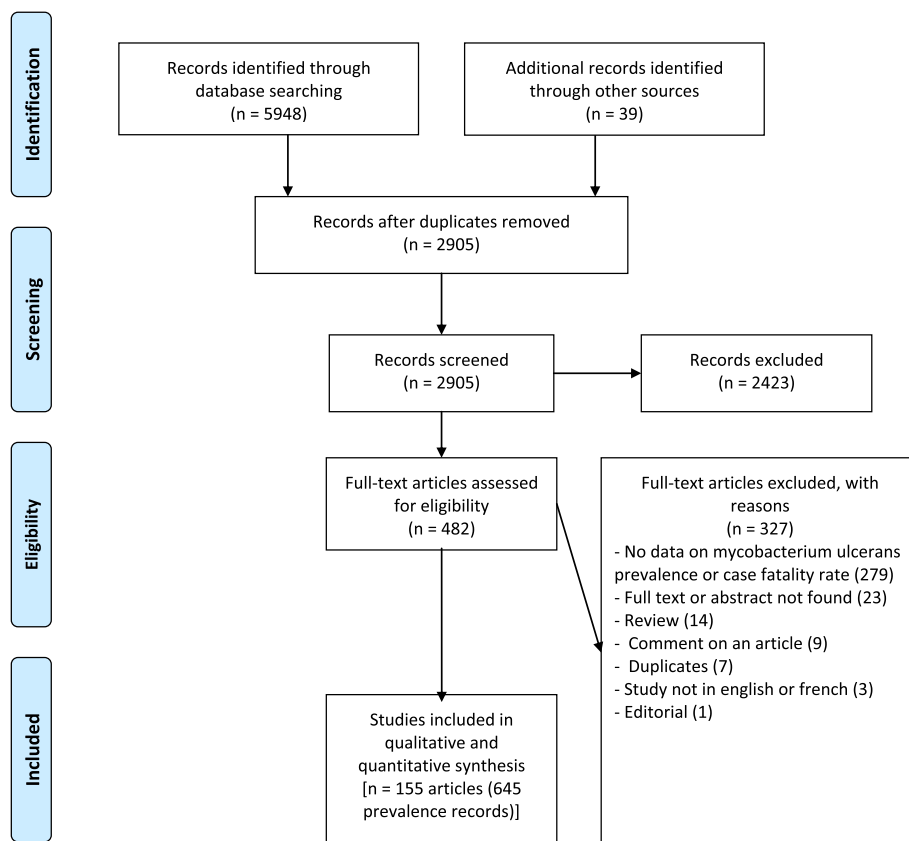 Identification
Records identified through
database searching
(n = 5948)
Additional records identified
through other sources
(n = 39)
Records after duplicates removed
(n = 2905)
Screening
Records screened
(n = 2905)
Records excluded
(n = 2423)
Eligibility
Full-text articles assessed
for eligibility
(n = 482)
Full-text articles excluded, with
reasons
(n = 327)
- No data on mycobacterium ulcerans
prevalence or case fatality rate (279)
- Full text or abstract not found (23)
- Review (14)
- Comment on an article (9)
- Duplicates (7)
- Study not in english or french (3)
- Editorial (1)
Included
Studies included in
qualitative and
quantitative synthesis
[n = 155 articles (645
prevalence records)]